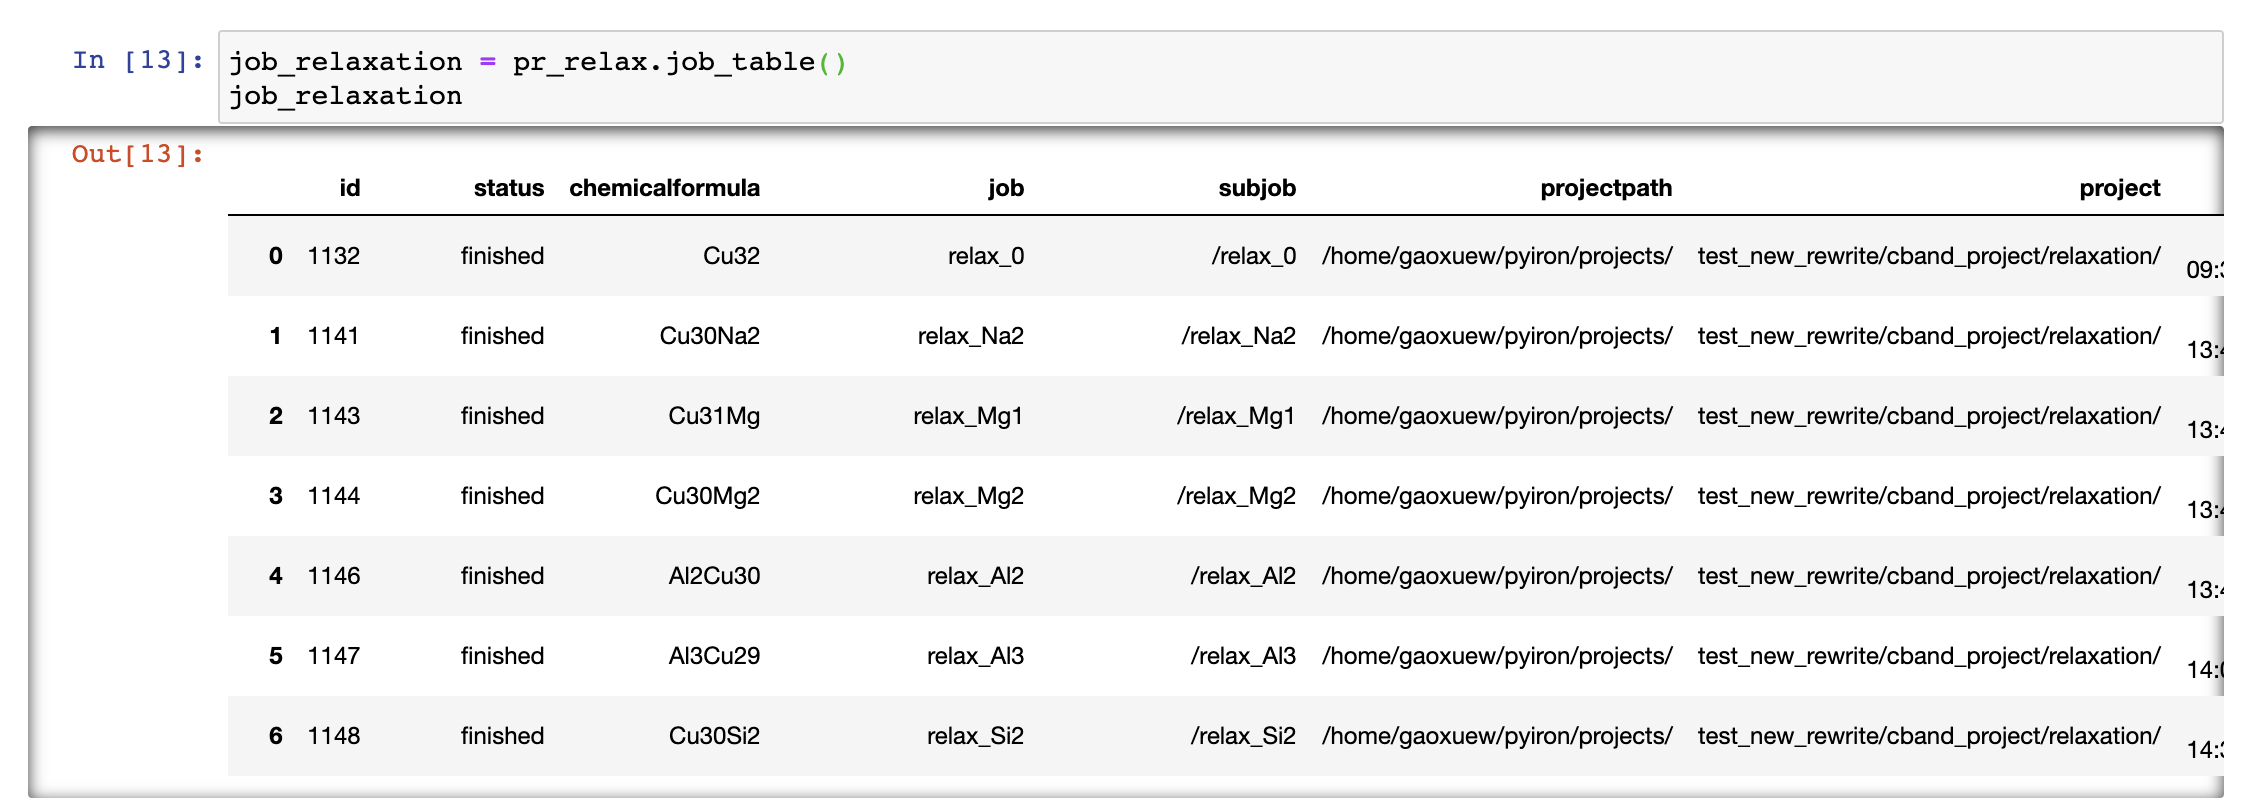 In [13]: job_relaxation = pr_relax.job_table()
job_relaxation
Out[13]:
id status chemicalformula job subjob projectpath project
0 1132 finished Cu32 relax_0 /relax_0 /home/gaoxuew/pyiron/projects/ test_new_rewrite/cband_project/relaxation/
1 1141 finished Cu30Na2 relax_Na2 /relax_Na2 /home/gaoxuew/pyiron/projects/ test_new_rewrite/cband_project/relaxation/
2 1143 finished Cu31Mg relax_Mg1 /relax_Mg1 /home/gaoxuew/pyiron/projects/ test_new_rewrite/cband_project/relaxation/
3 1144 finished Cu30Mg2 relax_Mg2 /relax_Mg2 /home/gaoxuew/pyiron/projects/ test_new_rewrite/cband_project/relaxation/
4 1146 finished Al2Cu30 relax_Al2 /relax_Al2 /home/gaoxuew/pyiron/projects/ test_new_rewrite/cband_project/relaxation/
5 1147 finished Al3Cu29 relax_Al3 /relax_Al3 /home/gaoxuew/pyiron/projects/ test_new_rewrite/cband_project/relaxation/
6 1148 finished Cu30Si2 relax_Si2 /relax_Si2 /home/gaoxuew/pyiron/projects/ test_new_rewrite/cband_project/relaxation/